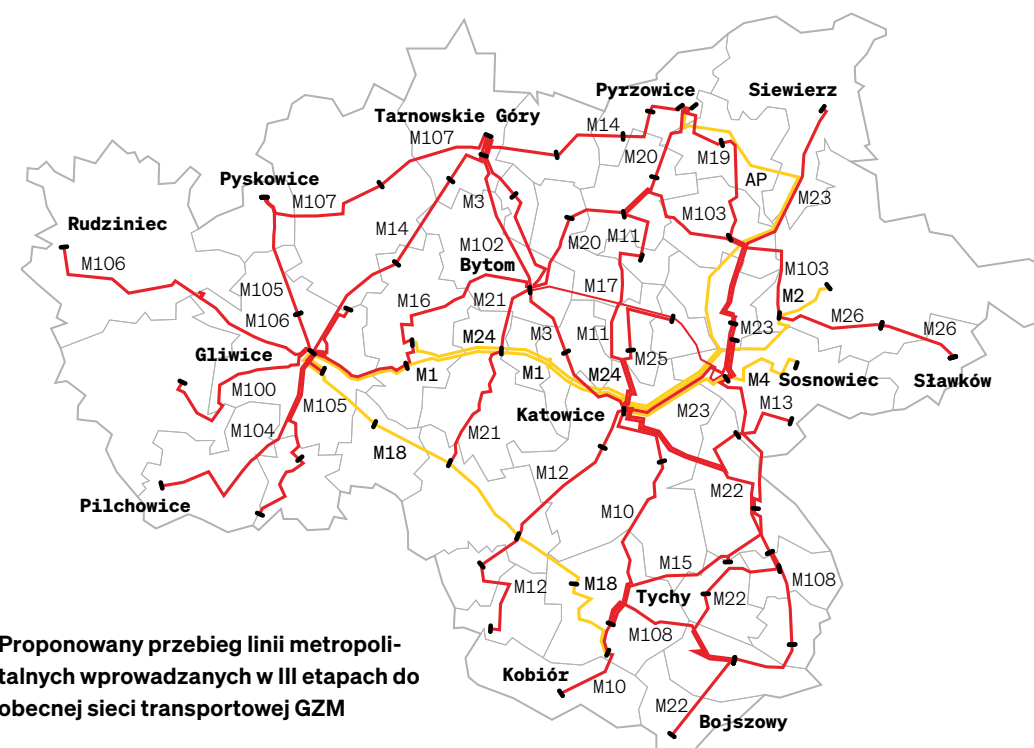 Pyrzowice
Siewierz
Tarnowskie Góry
M107
M14
M20
M19
AP
Pyskowice
M107
M3
M103
M23
Rudziniec
M14
M20
M11
M102
Bytom
M106
M17
M103
M105
M16
M21
M2
M106
M3
M11
M23
M26
M26
Gliwice
M24
M1
M1
M24
M25
M4
Sosnowiec
Sławków
M100
M105
Katowice
M23
M13
M104
M21
M18
M12
M22
Pilchowice
M10
M15
M12
M18
Tychy
M22
M108
M108
Proponowany przebieg linii metropoli-
talnych wprowadzanych w III etapach do
obecnej sieci transportowej GZM
Kobiór
M10
M22
Bojszowy